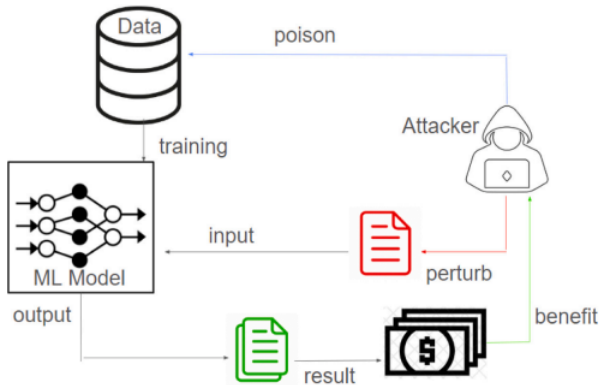 Data
poison
Attacker
training
input
perturb
ML Model
output
benefit
$
result